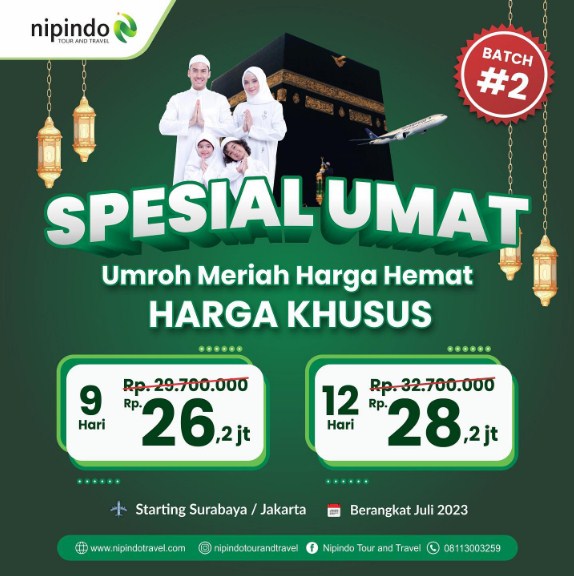 nipindo
TOUR AND TRAVEL
BATCH
#2
SPESIAL UMAT
Umroh Meriah Harga Hemat
HARGA KHUSUS
9 Hari
Rp. 29.700.000
Rp. 26,2 jt
12 Hari
Rp. 32.700.000
Rp. 28,2 jt
Starting Surabaya / Jakarta
Berangkat Juli 2023
www.nipindotravel.com nipindotourandtravel Nipindo Tour and Travel 08113003259